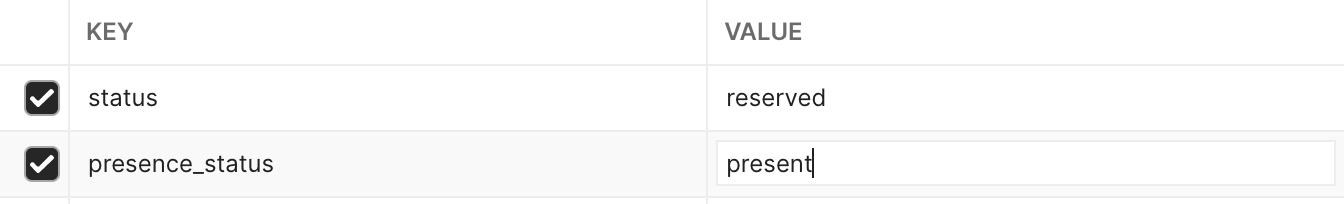 KEY VALUE
status reserved
presence_status present